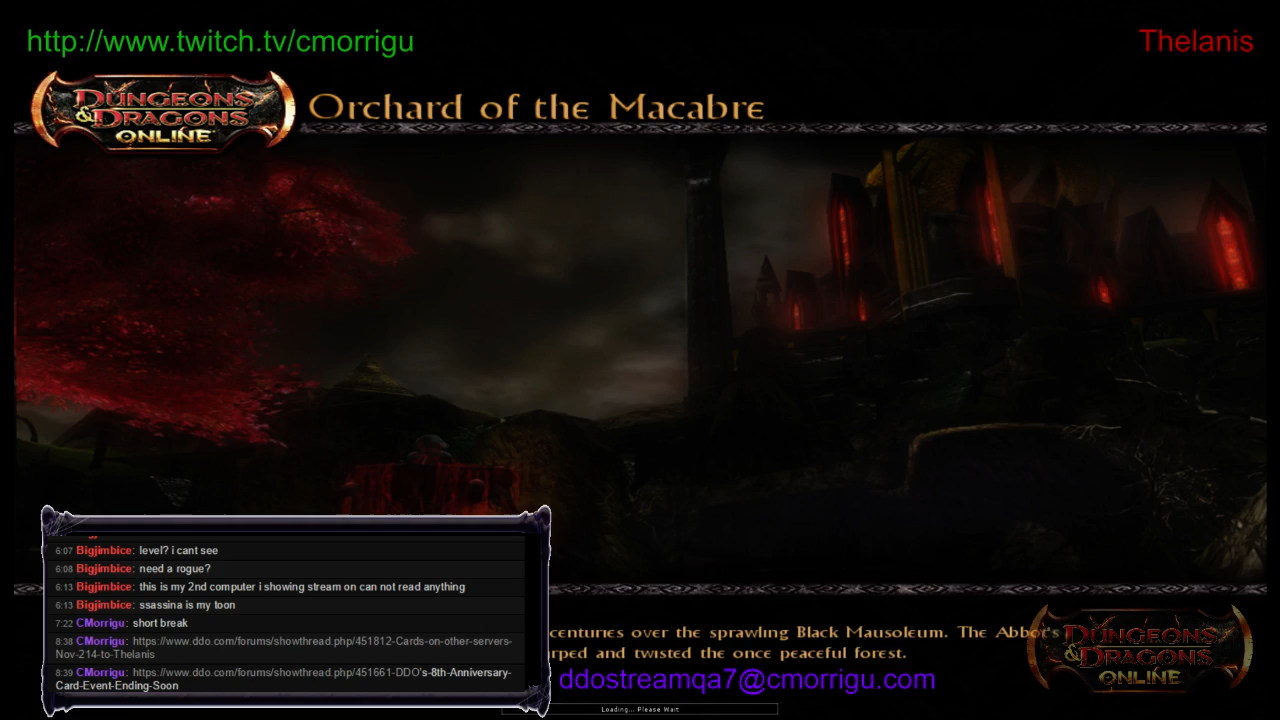 http://www.twitch.tv/cmorrigu
Thelanis
DUNGEONS
& DRAGONS
ONLINE
Orchard of the Macabre
6:07 Bigjimbice: level? i cant see
6:08 Bigjimbice: need a rogue?
6:13 Bigjimbice: this is my 2nd computer i showing stream on can not read anything
6:13 Bigjimbice: ssassina is my toon
7:22 CMorrigu: short break
8:38 CMorrigu: https://www.ddo.com/forums/showthread.php/451812-Cards-on-other-servers-
Nov-214-to-Thelanis
8:39 CMorrigu: https://www.ddo.com/forums/showthread.php/451661-DDO's-8th-Anniversary-
Card-Event-Ending-Soon
centuries over the sprawling Black Mausoleum. The Abbot's
rped and twisted the once peaceful forest.
ddostreamqa7@cmorrigu.com
DUNGEONS
& DRAGONS
ONLINE
Loading... Please Wait